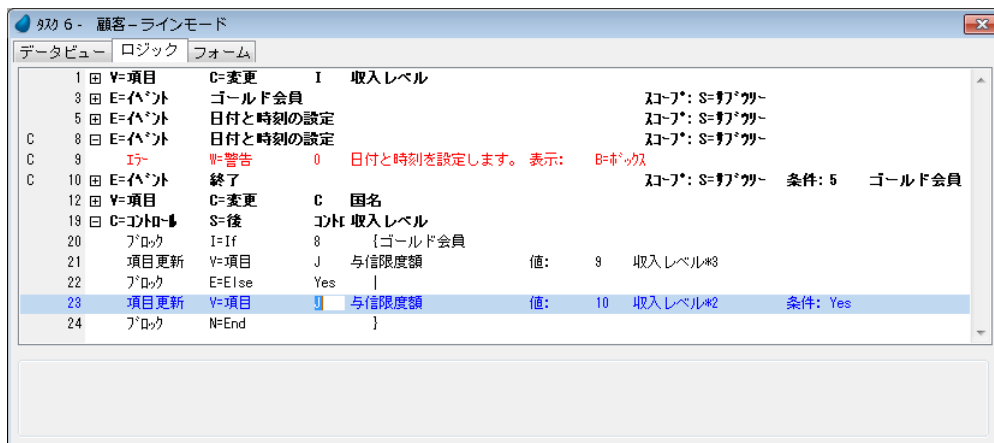 ﾀｽｸ 6 - 顧客－ラインモード
データビュー ロジック フォーム
1 V=項目 C=変更 I 収入レベル
3 E=ｲﾍﾞﾝﾄ ゴールド会員 ｽｺｰﾌﾟ: S=ｻﾌﾞﾂﾘｰ
5 E=ｲﾍﾞﾝﾄ 日付と時刻の設定 ｽｺｰﾌﾟ: S=ｻﾌﾞﾂﾘｰ
C 8 E=ｲﾍﾞﾝﾄ 日付と時刻の設定 ｽｺｰﾌﾟ: S=ｻﾌﾞﾂﾘｰ
C 9 ｴﾗｰ W=警告 0 日付と時刻を設定します。 表示: B=ﾎﾞｯｸｽ
C 10 E=ｲﾍﾞﾝﾄ 終了 ｽｺｰﾌﾟ: S=ｻﾌﾞﾂﾘｰ 条件: 5 ゴールド会員
12 V=項目 C=変更 C 国名
19 C=ｺﾝﾄﾛｰﾙ S=後 ｺﾝﾄﾛ 収入レベル
20 ﾌﾞﾛｯｸ I=If 8 {ゴールド会員
21 項目更新 V=項目 J 与信限度額 値: 9 収入レベル*3
22 ﾌﾞﾛｯｸ E=Else Yes |
23 項目更新 V=項目 J 与信限度額 値: 10 収入レベル*2 条件: Yes
24 ﾌﾞﾛｯｸ N=End }